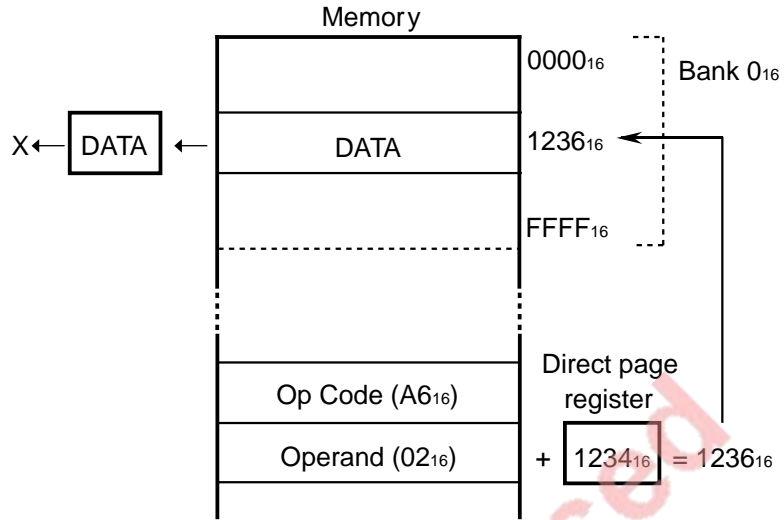 Memory
0000₁₆
Bank 0₁₆
X
DATA
DATA
1236₁₆
FFFF₁₆
Op Code (A6₁₆)
Direct page
register
Operand (02₁₆)
+ 1234₁₆ = 1236₁₆